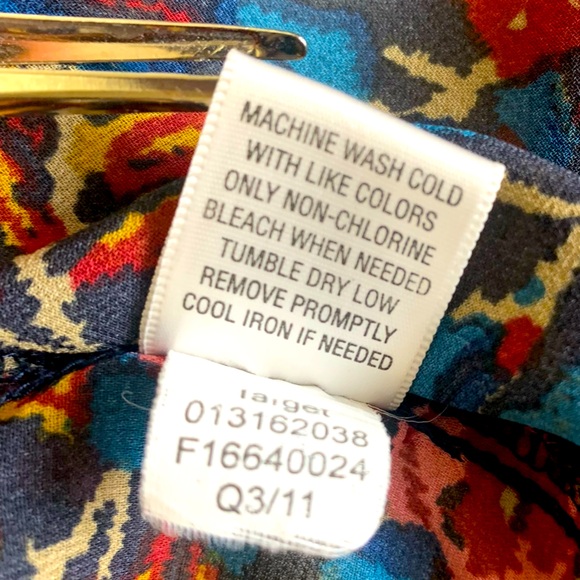 MACHINE WASH COLD
WITH LIKE COLORS
ONLY NON-CHLORINE
BLEACH WHEN NEEDED
TUMBLE DRY LOW
REMOVE PROMPTLY
COOL IRON IF NEEDED
Target
013162038
F16640024
Q3/11